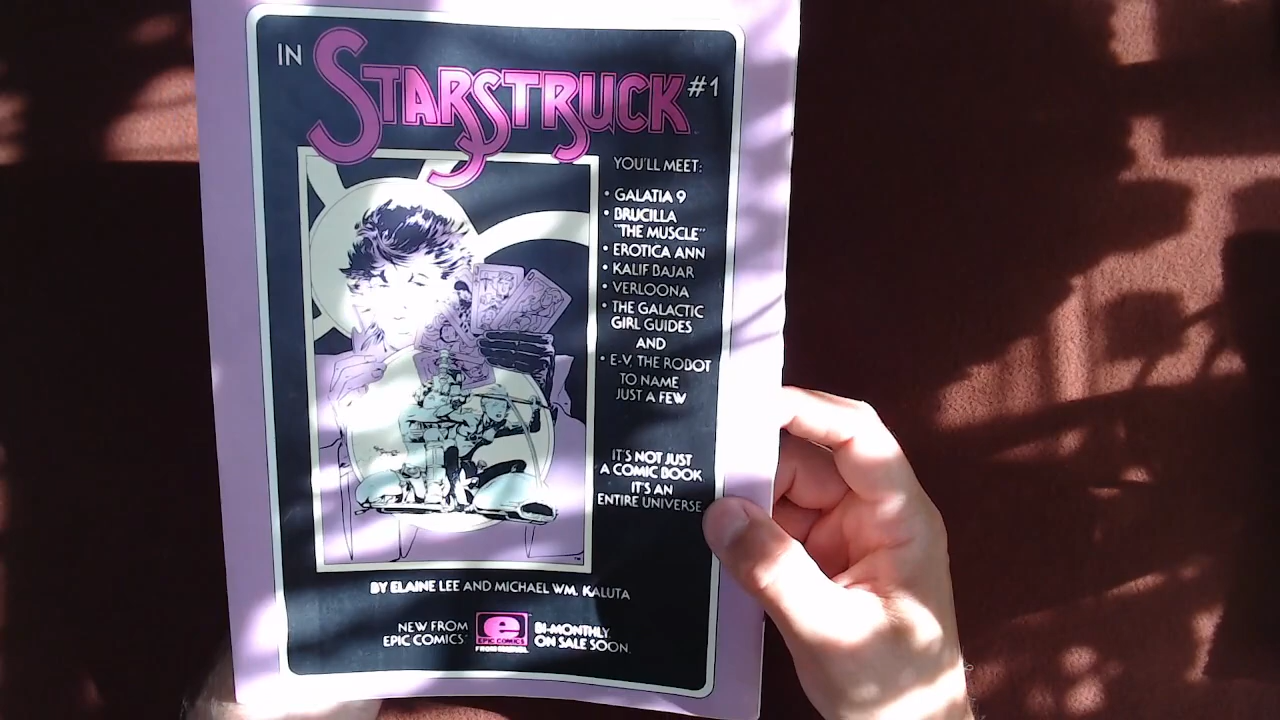 IN STARSTRUCK #1
YOU'LL MEET:
• GALATIA 9
• BRUCILLA
"THE MUSCLE"
• EROTICA ANN
• KALIF BAJAR
• VERLOONA
• THE GALACTIC
GIRL GUIDES
AND
• E-V, THE ROBOT
TO NAME
JUST A FEW
IT'S NOT JUST
A COMIC BOOK
IT'S AN
ENTIRE UNIVERSE.
BY ELAINE LEE AND MICHAEL WM. KALUTA
NEW FROM
EPIC COMICS™
e
EPIC COMICS
FROM MARVEL
BI-MONTHLY.
ON SALE SOON.